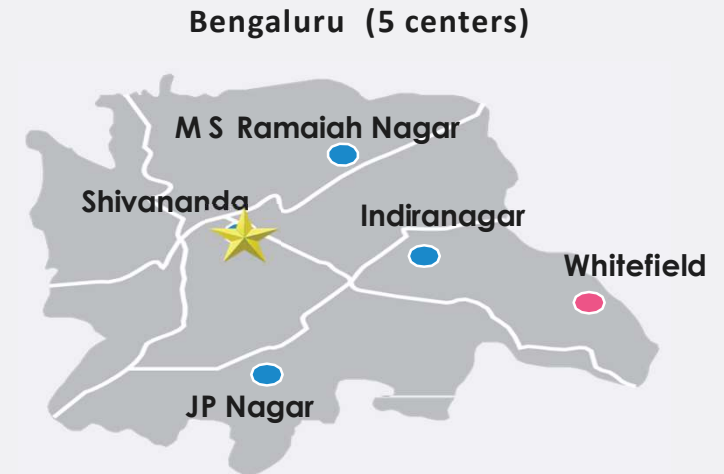 Bengaluru (5 centers)
M S Ramaiah Nagar
Shivananda
Indiranagar
Whitefield
JP Nagar